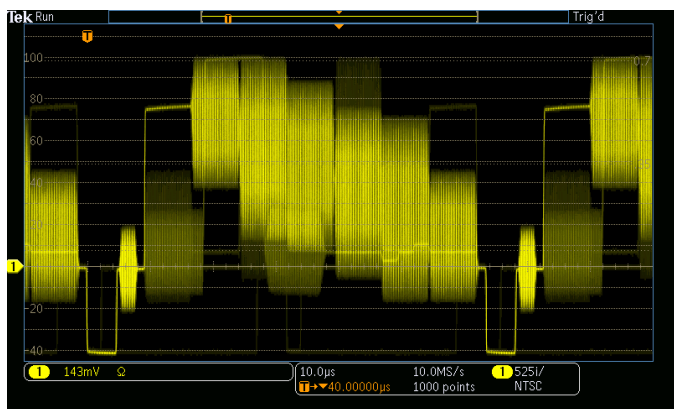 Tek Run
Trig'd
T
T
100
0.7
80
60
40
20
1
-20
-40
1 143mV Ω
10.0µs 10.0MS/s
T→▼40.00000µs 1000 points
1 525i/
NTSC